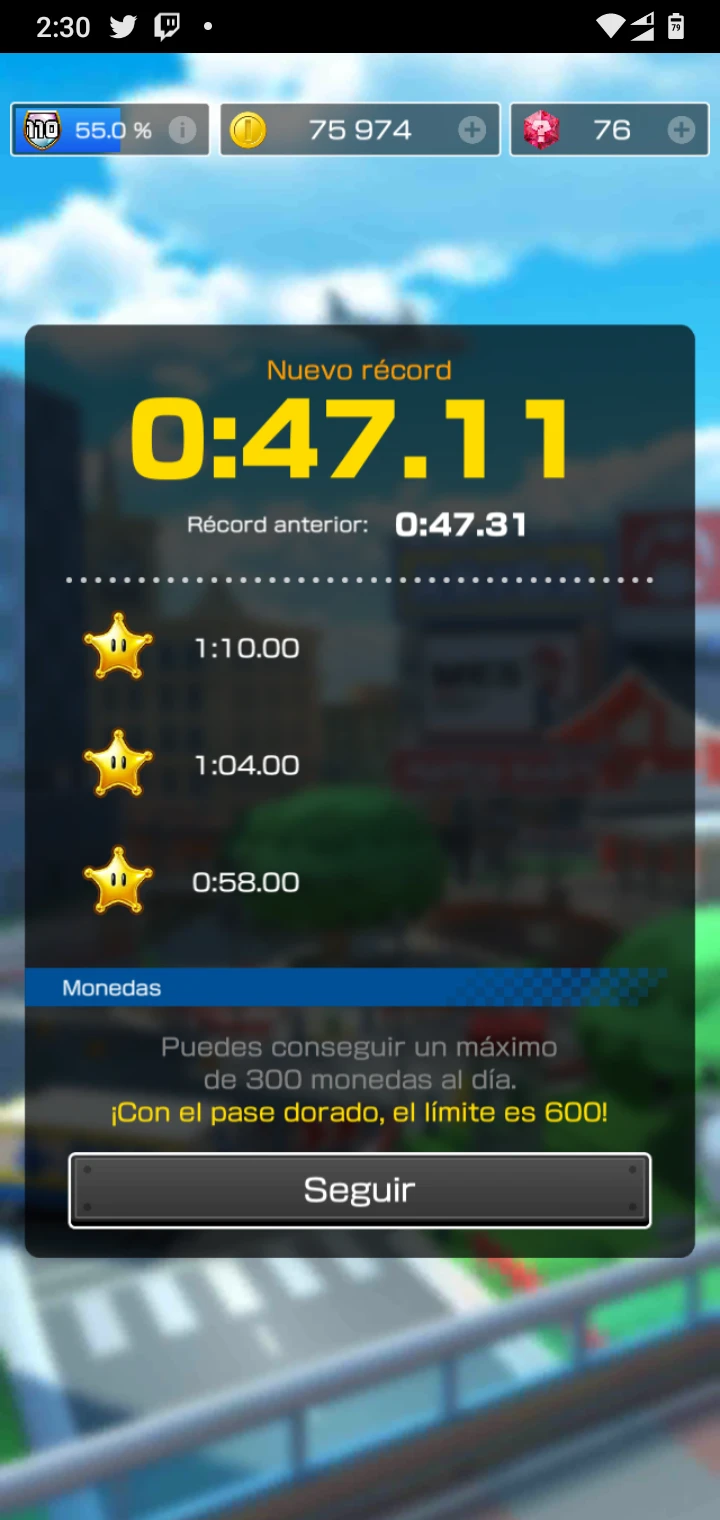 2:30
79
110 55.0 % i
75 974
76
Nuevo récord
0:47.11
Récord anterior: 0:47.31
1:10.00
1:04.00
0:58.00
Monedas
Puedes conseguir un máximo
de 300 monedas al día.
¡Con el pase dorado, el límite es 600!
Seguir